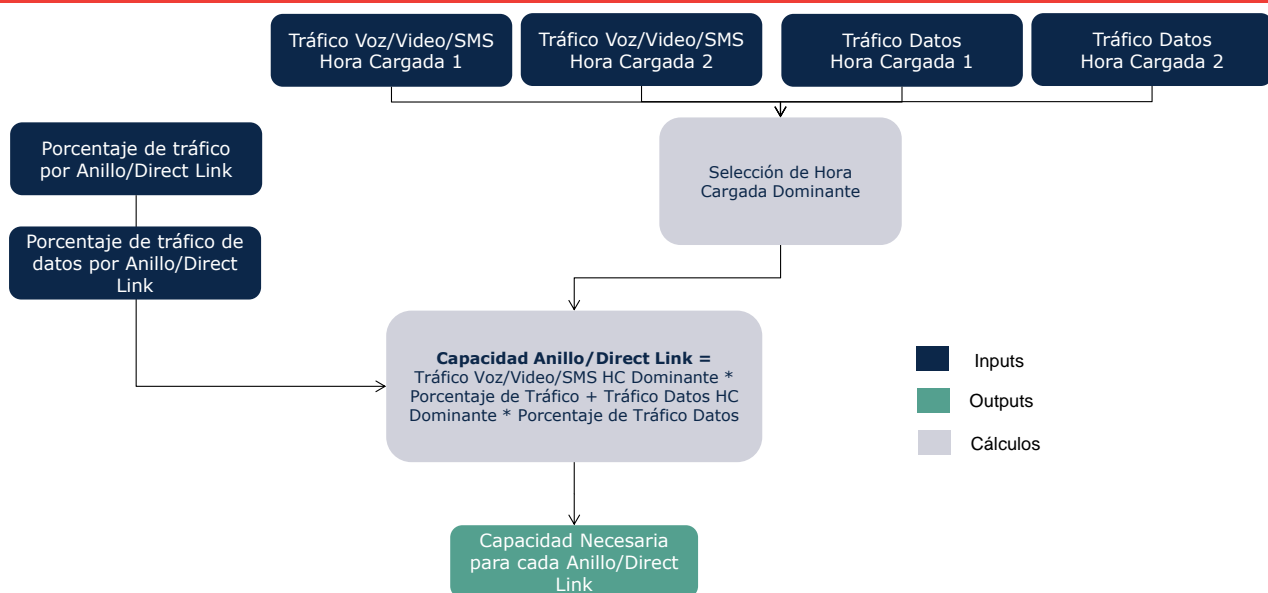 Tráfico Voz/Video/SMS
Hora Cargada 1
Tráfico Voz/Video/SMS
Hora Cargada 2
Tráfico Datos
Hora Cargada 1
Tráfico Datos
Hora Cargada 2
Porcentaje de tráfico
por Anillo/Direct Link
Selección de Hora
Cargada Dominante
Porcentaje de tráfico de
datos por Anillo/Direct
Link
Capacidad Anillo/Direct Link =
Tráfico Voz/Video/SMS HC Dominante *
Porcentaje de Tráfico + Tráfico Datos HC
Dominante * Porcentaje de Tráfico Datos
Inputs
Outputs
Cálculos
Capacidad Necesaria
para cada Anillo/Direct
Link